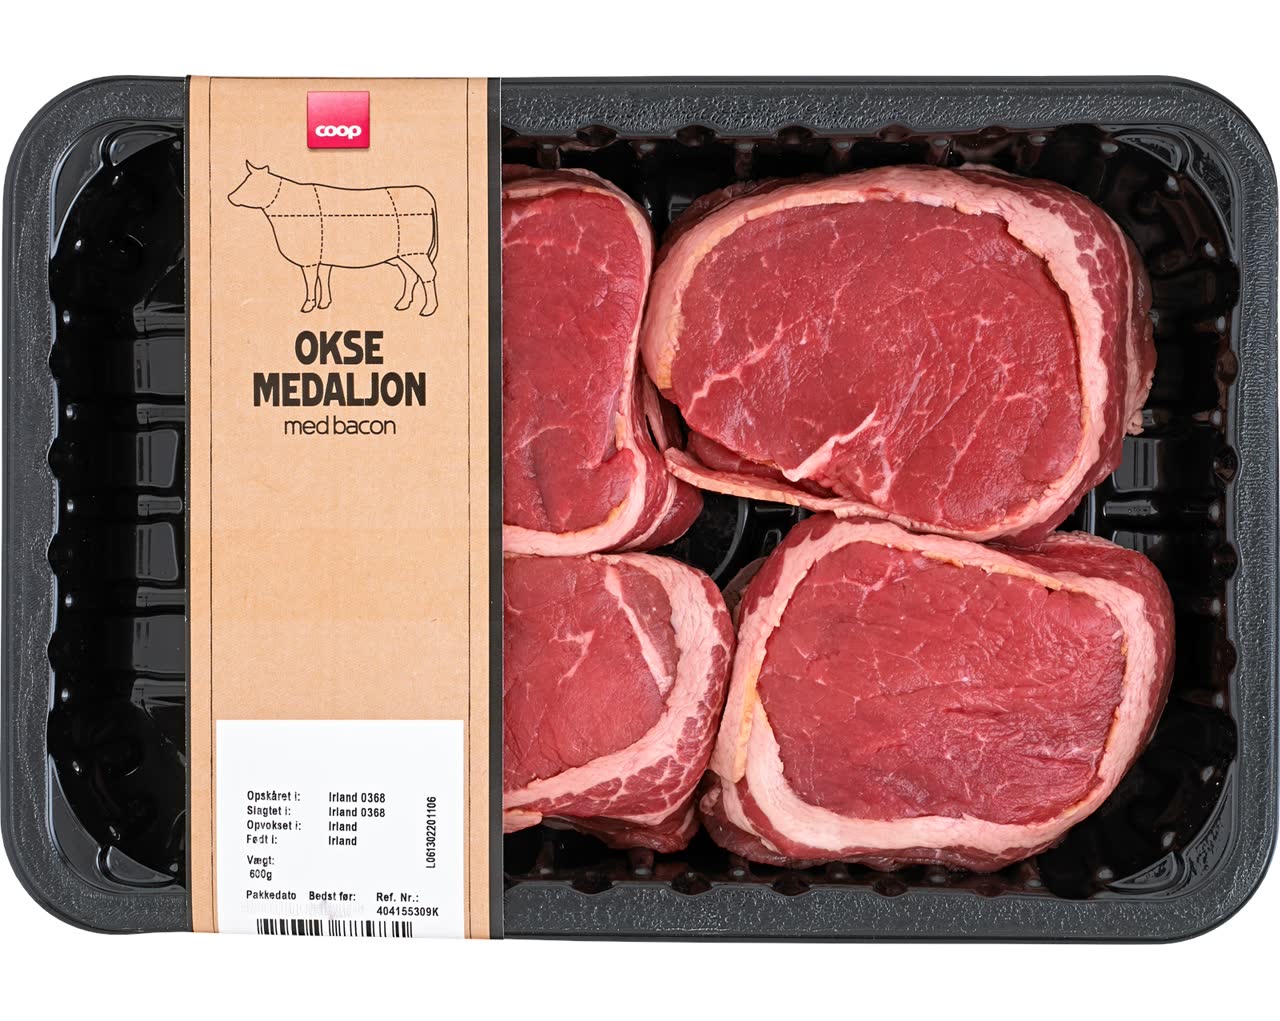 coop
OKSE
MEDALJON
med bacon
Opskåret i: Irland 0368
Slagtet i: Irland 0368
Opvokset i: Irland
Født i: Irland
Vægt:
600g
Pakkedato Bedst før: Ref. Nr.:
404155309K
L061302201106